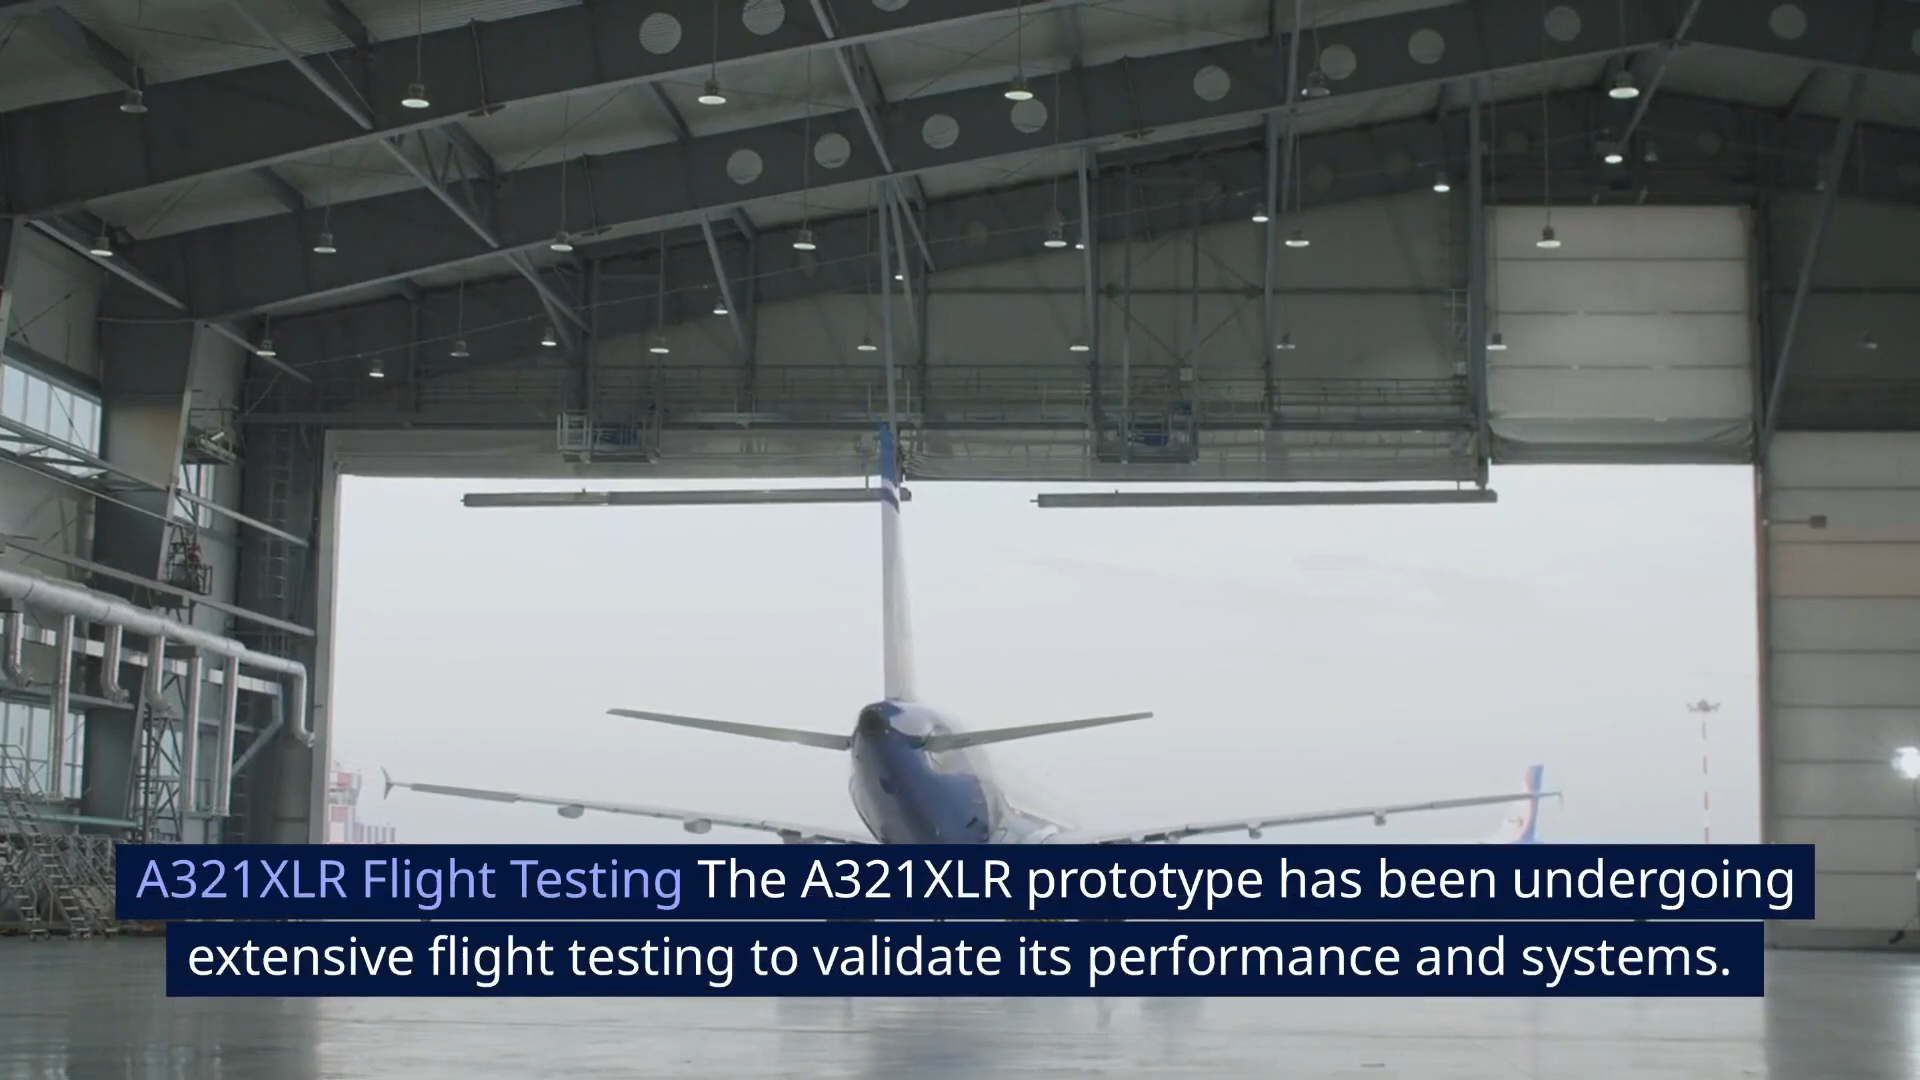 A321XLR Flight Testing The A321XLR prototype has been undergoing
extensive flight testing to validate its performance and systems.